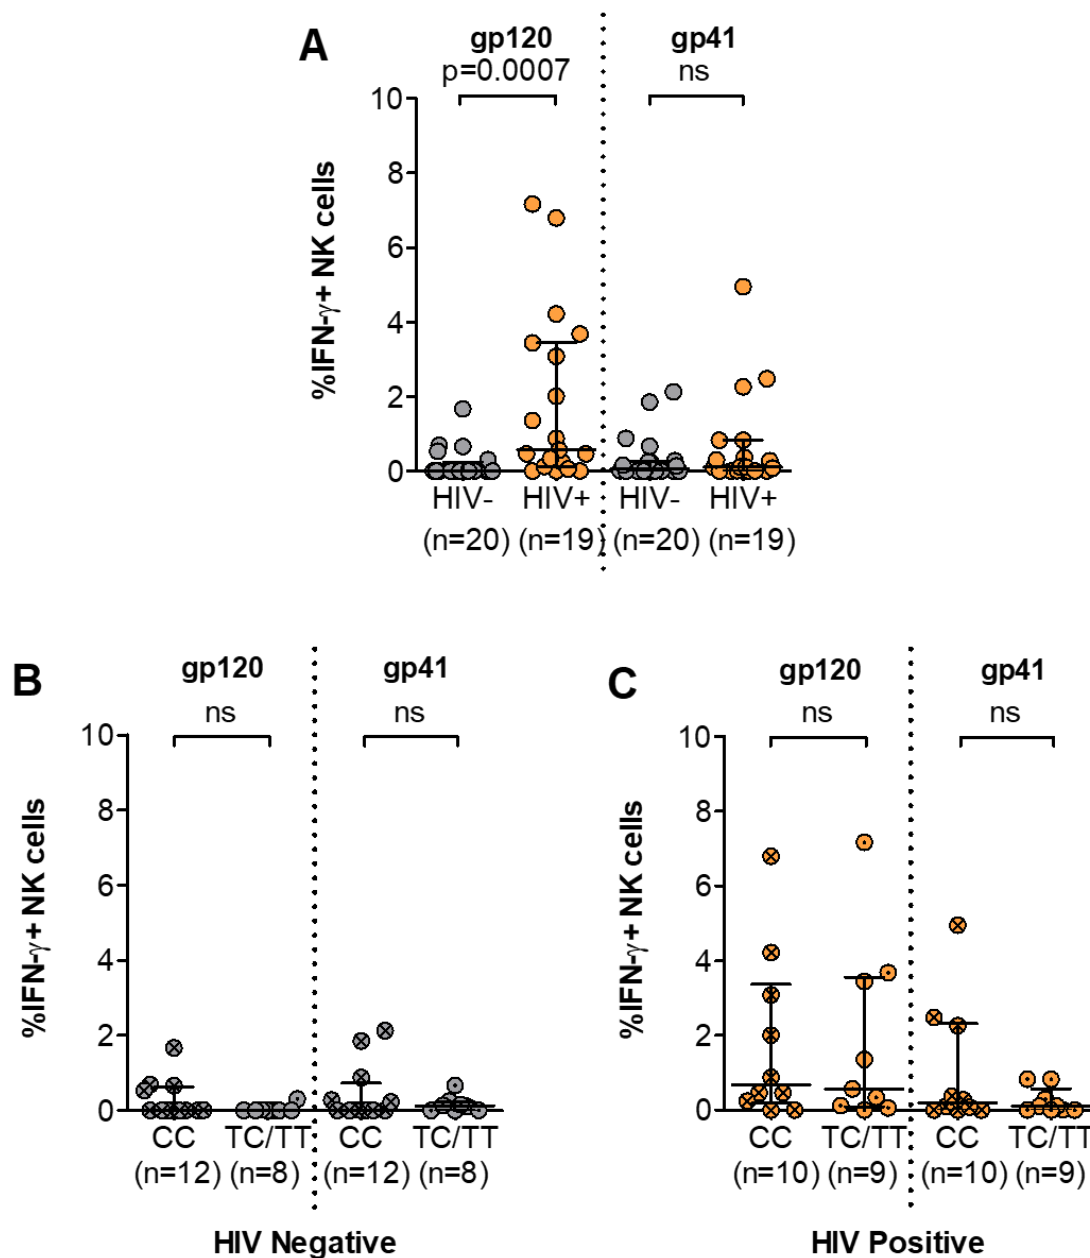 A
gp120 gp41
p=0.0007 ns
10
8
6
4
2
0
%IFN-γ+ NK cells
HIV- HIV+ HIV- HIV+
(n=20) (n=19) (n=20) (n=19)
B
gp120 gp41
ns ns
10
8
6
4
2
0
%IFN-γ+ NK cells
CC TC/TT CC TC/TT
(n=12) (n=8) (n=12) (n=8)
HIV Negative
C
gp120 gp41
ns ns
10
8
6
4
2
0
%IFN-γ+ NK cells
CC TC/TT CC TC/TT
(n=10) (n=9) (n=10) (n=9)
HIV Positive